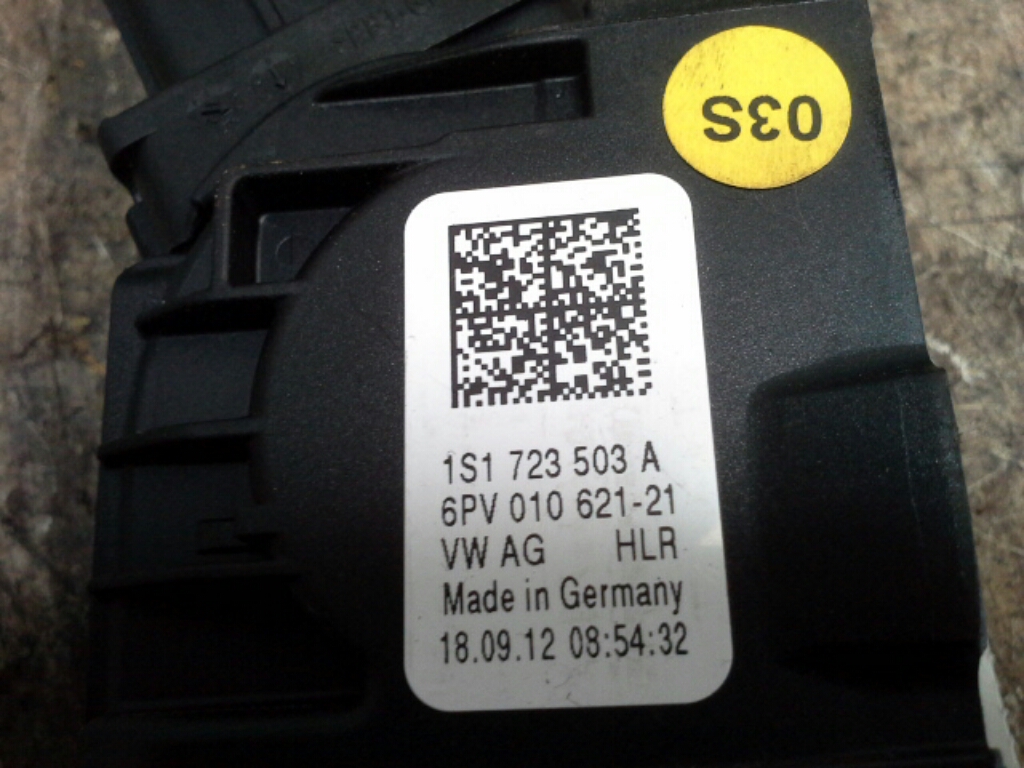 03S
1S1 723 503 A
6PV 010 621-21
VW AG HLR
Made in Germany
18.09.12 08:54:32